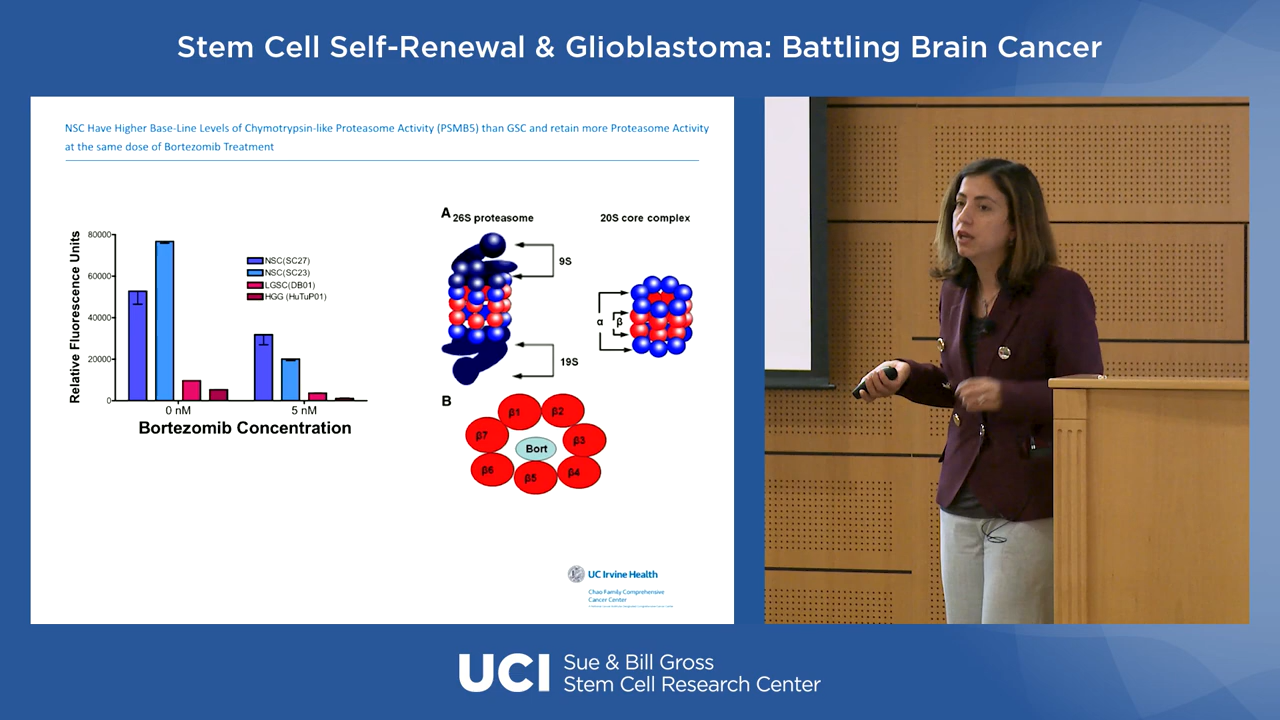 Stem Cell Self-Renewal & Glioblastoma: Battling Brain Cancer
NSC Have Higher Base-Line Levels of Chymotrypsin-like Proteasome Activity (PSMB5) than GSC and retain more Proteasome Activity
at the same dose of Bortezomib Treatment
Relative Fluorescence Units
80000
60000
40000
20000
0
NSC(SC27)
NSC(SC23)
LGSC(DB01)
HGG (HuTuP01)
0 nM
5 nM
Bortezomib Concentration
A
26S proteasome
20S core complex
9S
19S
α
β
B
β1
β2
β7
β3
Bort
β6
β4
β5
UC Irvine Health
Chao Family Comprehensive
Cancer Center
UCI
Sue & Bill Gross
Stem Cell Research Center